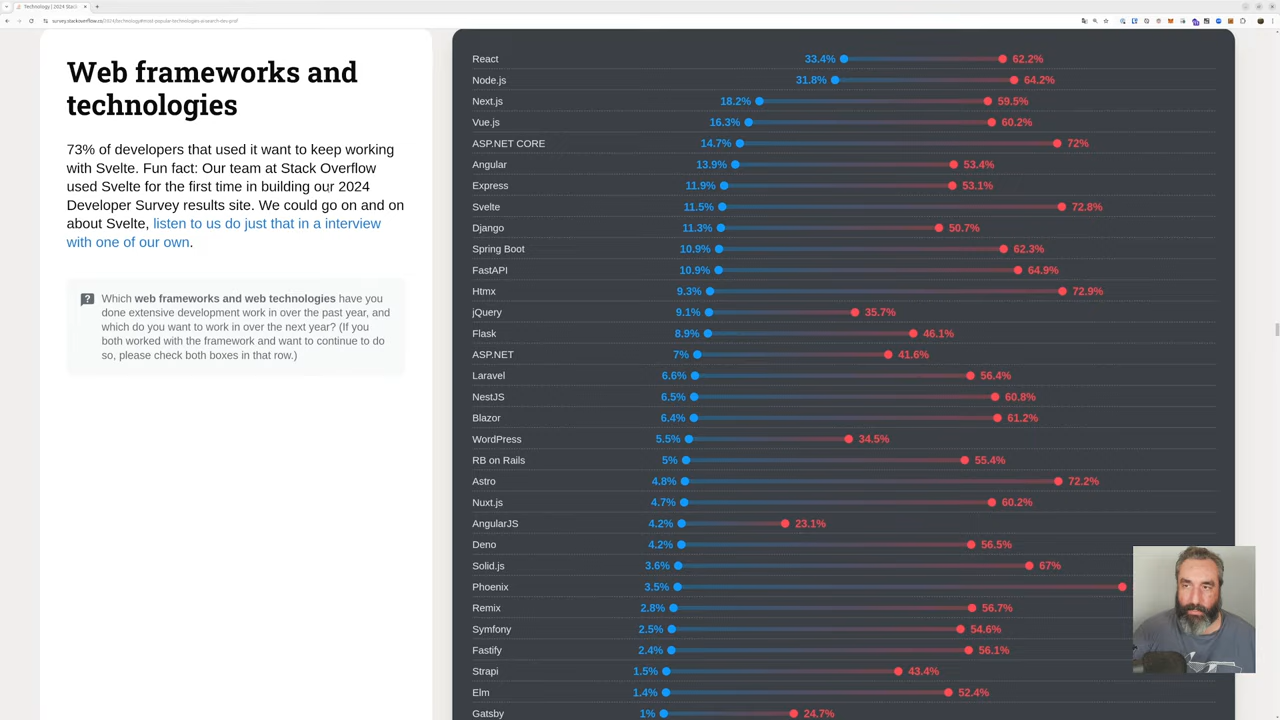 Technology | 2024 Stack
survey.stackoverflow.co/2024/technology#most-popular-technologies-webframe-prof
Web frameworks and
technologies
73% of developers that used it want to keep working
with Svelte. Fun fact: Our team at Stack Overflow
used Svelte for the first time in building our 2024
Developer Survey results site. We could go on and on
about Svelte, listen to us do just that in a interview
with one of our own.
Which web frameworks and web technologies have you
done extensive development work in over the past year, and
which do you want to work in over the next year? (If you
both worked with the framework and want to continue to do
so, please check both boxes in that row.)
React 33.4% 62.2%
Node.js 31.8% 64.2%
Next.js 18.2% 59.5%
Vue.js 16.3% 60.2%
ASP.NET CORE 14.7% 72%
Angular 13.9% 53.4%
Express 11.9% 53.1%
Svelte 11.5% 72.8%
Django 11.3% 50.7%
Spring Boot 10.9% 62.3%
FastAPI 10.9% 64.9%
Htmx 9.3% 72.9%
jQuery 9.1% 35.7%
Flask 8.9% 46.1%
ASP.NET 7% 41.6%
Laravel 6.6% 56.4%
NestJS 6.5% 60.8%
Blazor 6.4% 61.2%
WordPress 5.5% 34.5%
RB on Rails 5% 55.4%
Astro 4.8% 72.2%
Nuxt.js 4.7% 60.2%
AngularJS 4.2% 23.1%
Deno 4.2% 56.5%
Solid.js 3.6% 67%
Phoenix 3.5%
Remix 2.8% 56.7%
Symfony 2.5% 54.6%
Fastify 2.4% 56.1%
Strapi 1.5% 43.4%
Elm 1.4% 52.4%
Gatsby 1% 24.7%